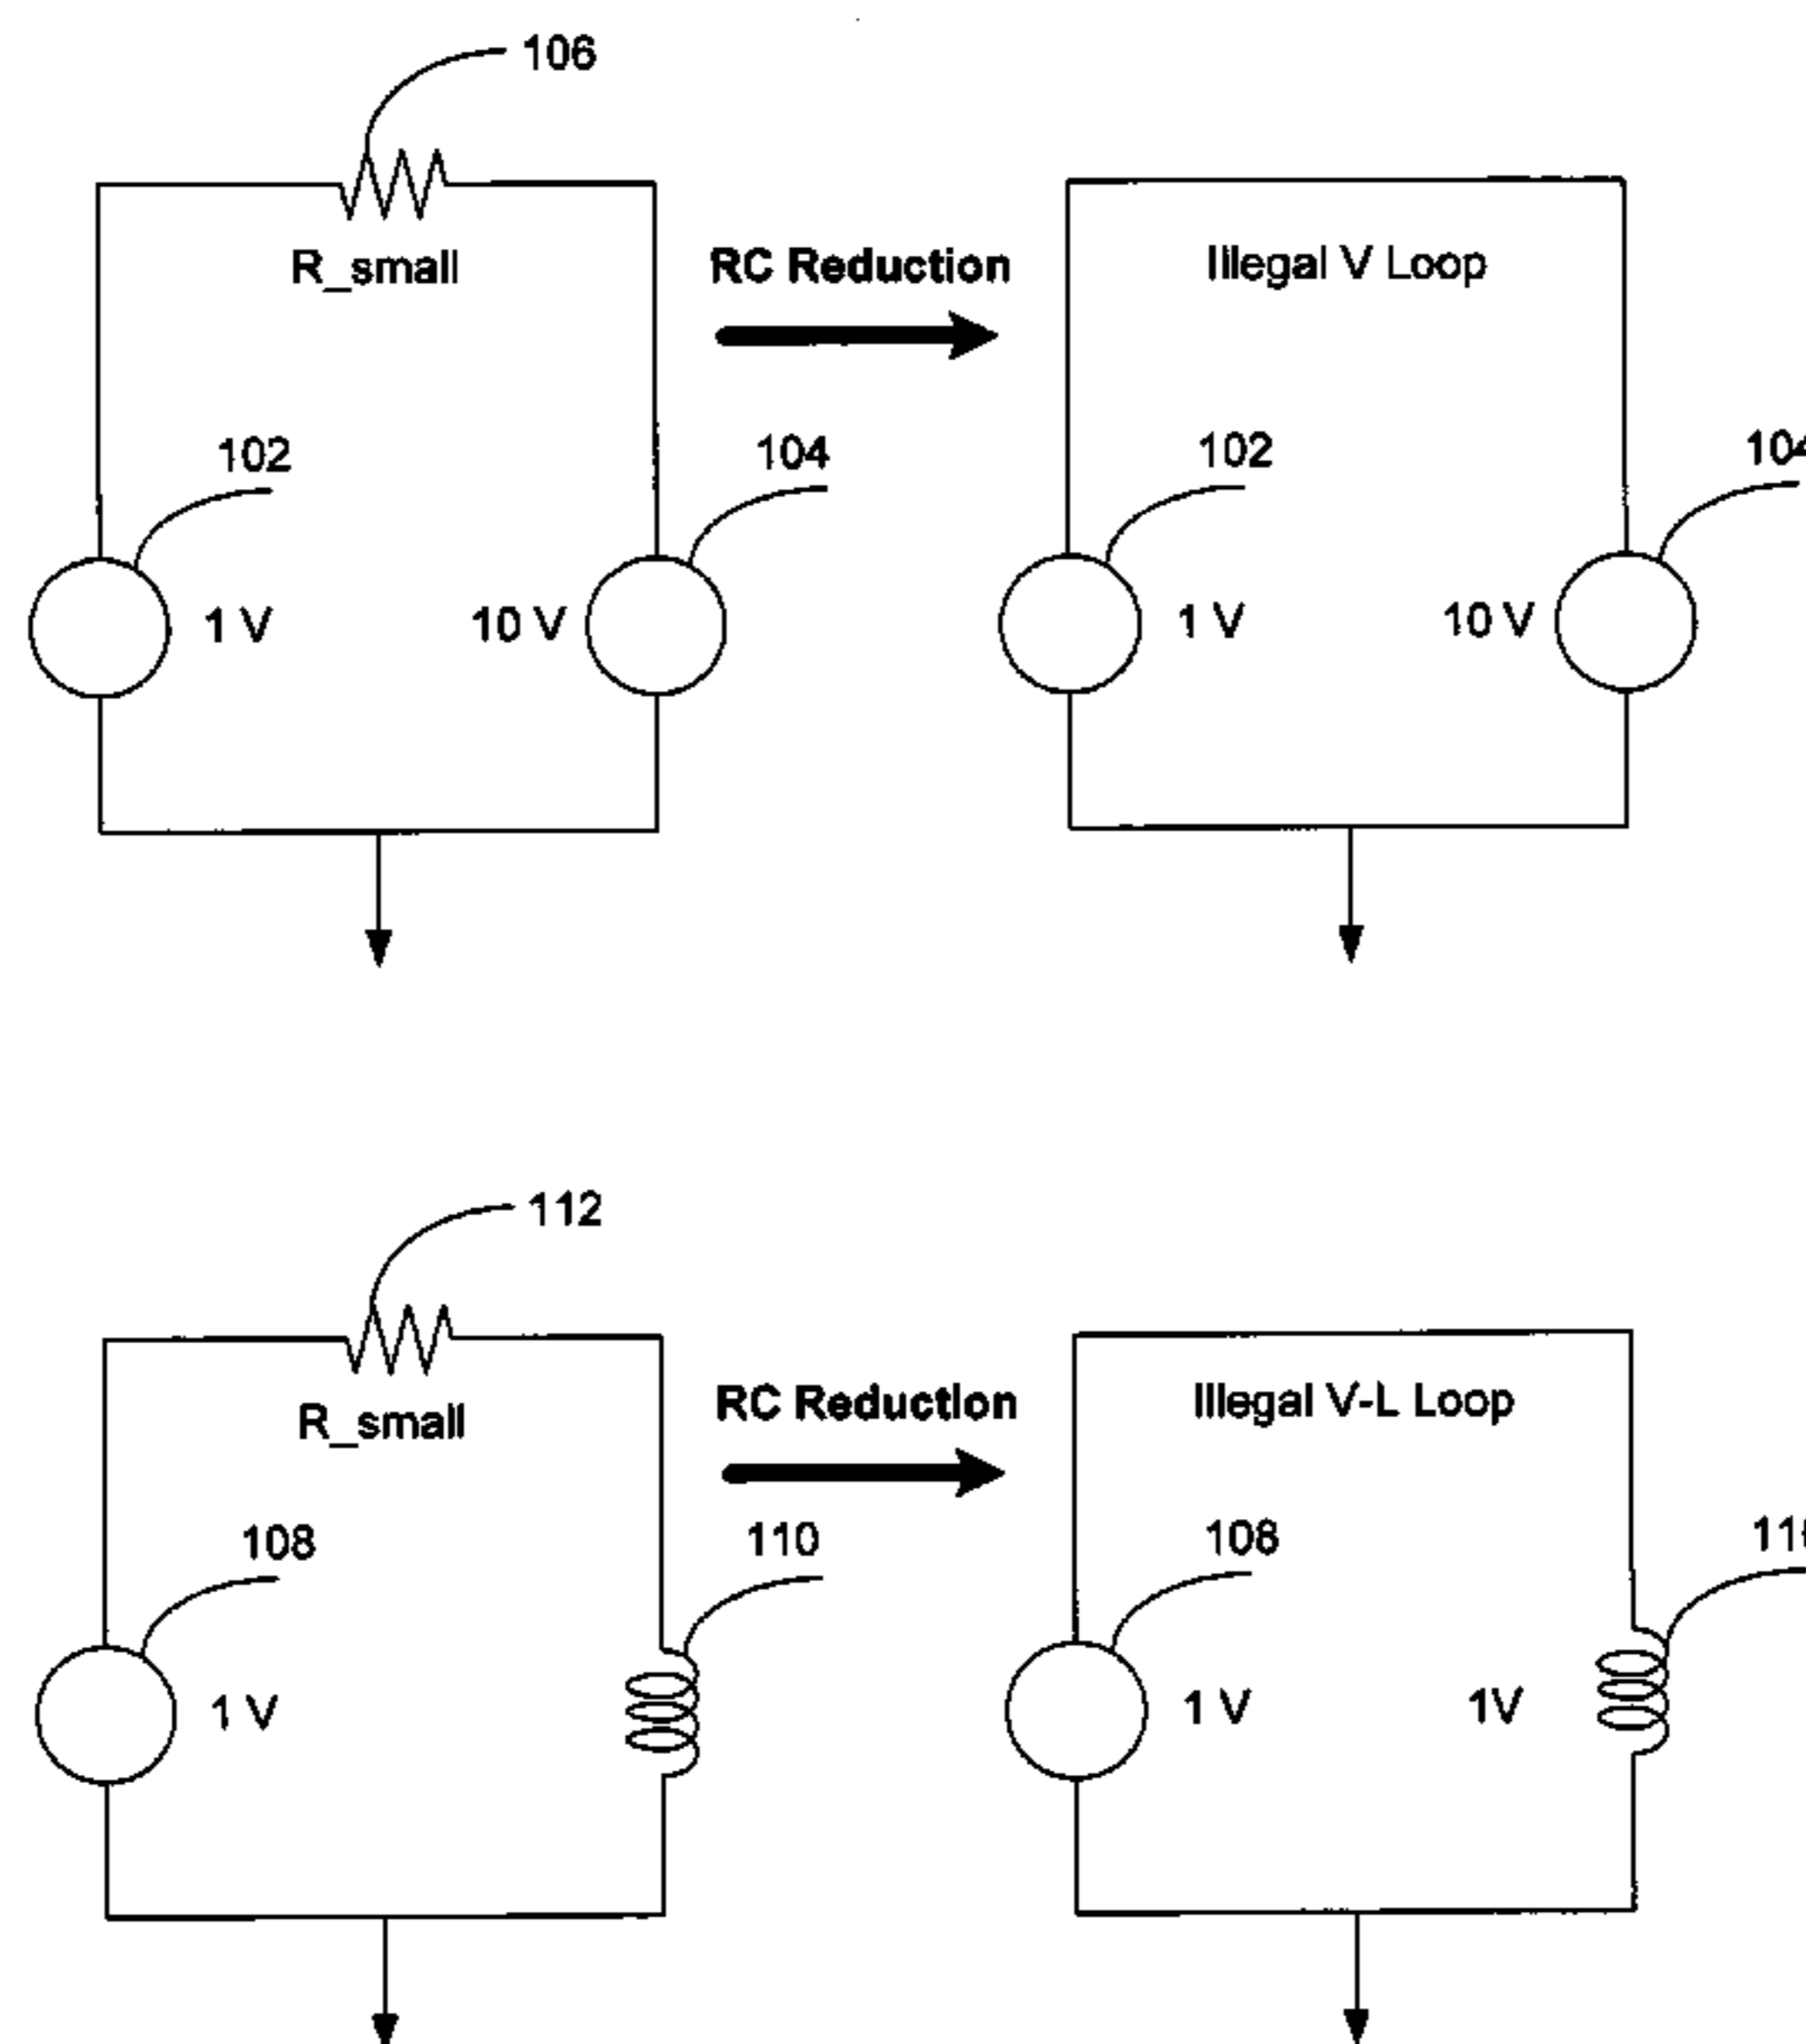 106
R_small
RC Reduction
Illegal V Loop
102
104
102
104
1 V
10 V
1 V
10 V
112
R_small
RC Reduction
Illegal V-L Loop
108
110
108
1 V
1 V
1V